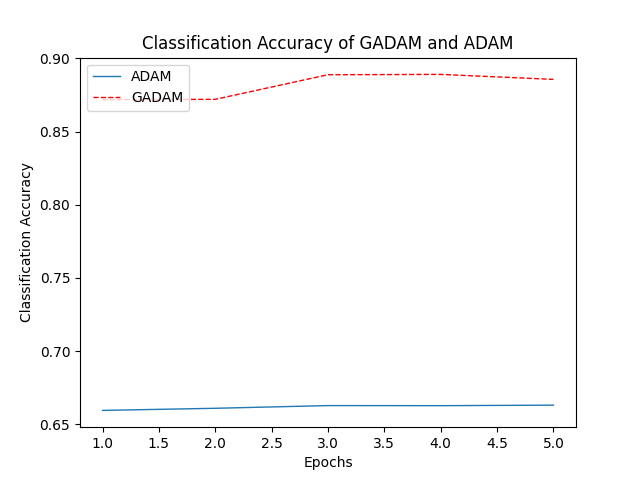 Classification Accuracy of GADAM and ADAM
ADAM
GADAM
Classification Accuracy
0.90
0.85
0.80
0.75
0.70
0.65
1.0 1.5 2.0 2.5 3.0 3.5 4.0 4.5 5.0
Epochs